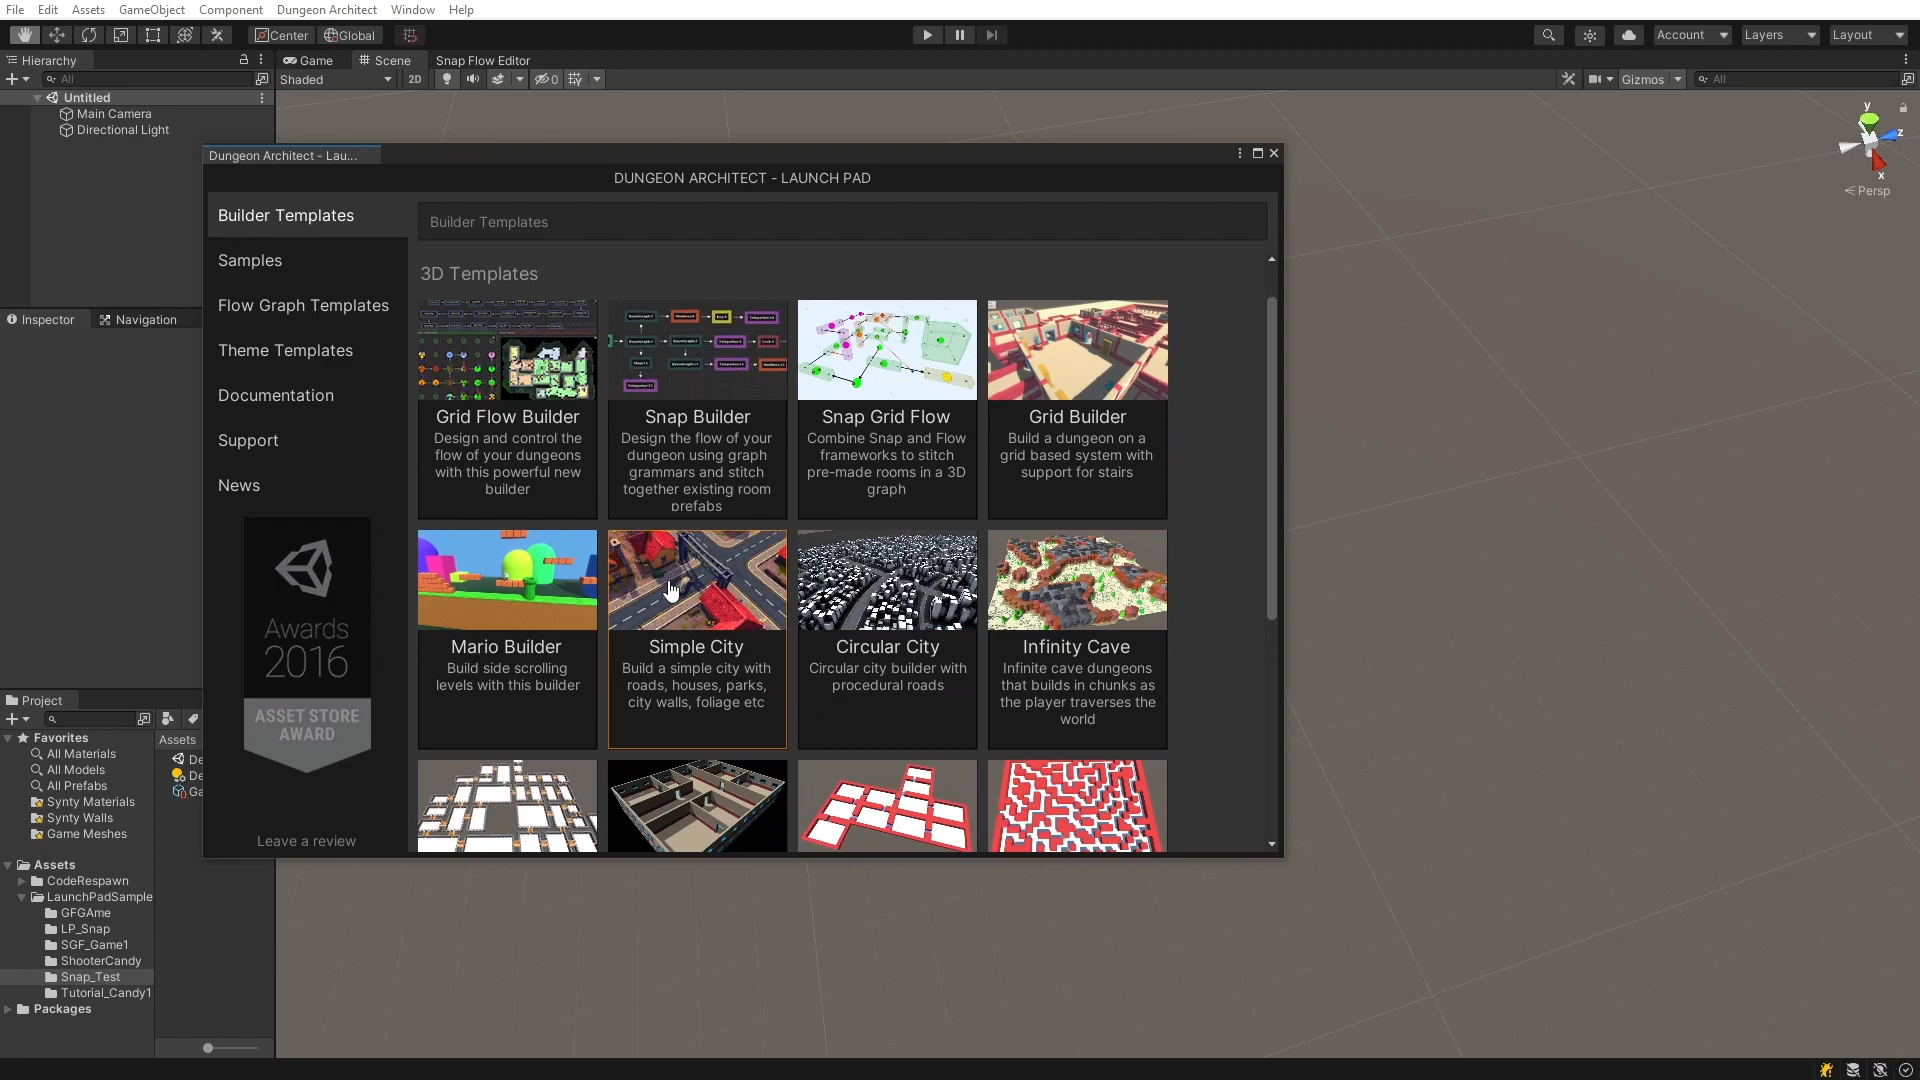 File Edit Assets GameObject Component Dungeon Architect Window Help
Center Global
Account Layers Layout
Hierarchy
Game Scene Snap Flow Editor
All
Shaded 2D 0 Gizmos All
Untitled
Main Camera
Directional Light
y
z
x
Persp
Dungeon Architect - Lau...
DUNGEON ARCHITECT - LAUNCH PAD
Builder Templates
Samples
Flow Graph Templates
Theme Templates
Documentation
Support
News
Awards
2016
ASSET STORE
AWARD
Leave a review
Builder Templates
3D Templates
Grid Flow Builder
Design and control the
flow of your dungeons
with this powerful new
builder
Snap Builder
Design the flow of your
dungeon using graph
grammars and stitch
together existing room
prefabs
Snap Grid Flow
Combine Snap and Flow
frameworks to stitch
pre-made rooms in a 3D
graph
Grid Builder
Build a dungeon on a
grid based system with
support for stairs
Mario Builder
Build side scrolling
levels with this builder
Simple City
Build a simple city with
roads, houses, parks,
city walls, foliage etc
Circular City
Circular city builder with
procedural roads
Infinity Cave
Infinite cave dungeons
that builds in chunks as
the player traverses the
world
Inspector Navigation
Project
Favorites
All Materials
All Models
All Prefabs
Synty Materials
Synty Walls
Game Meshes
Assets
CodeRespawn
LaunchPadSample
GFGAme
LP_Snap
SGF_Game1
ShooterCandy
Snap_Test
Tutorial_Candy1
Packages
Assets
De
De
Ga